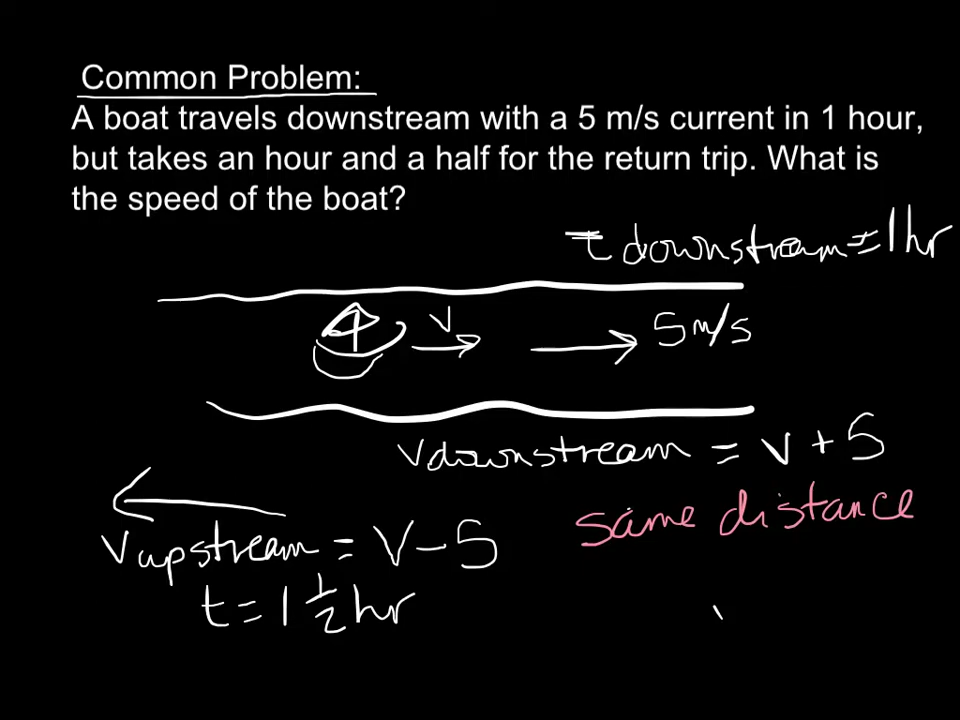 Common Problem:
A boat travels downstream with a 5 m/s current in 1 hour,
but takes an hour and a half for the return trip. What is
the speed of the boat?
t downstream = 1 hr
v
5 m/s
v downstream = v + 5
same distance
v upstream = v - 5
t = 1 1/2 hr